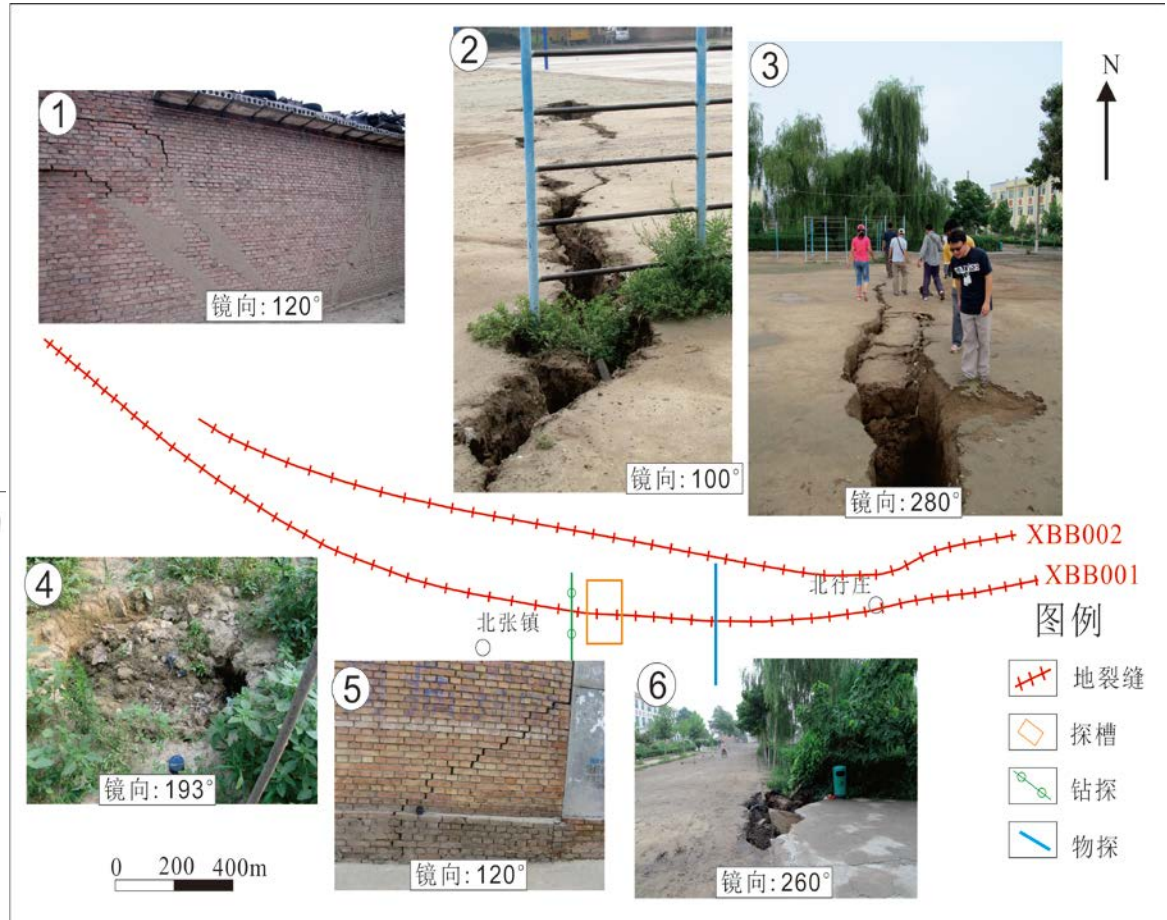 ①
镜向:120°
②
镜向:100°
③
镜向:280°
N
XBB002
XBB001
北行庄
北张镇
④
镜向:193°
⑤
镜向:120°
⑥
镜向:260°
图例
地裂缝
探槽
钻探
物探
0 200 400m